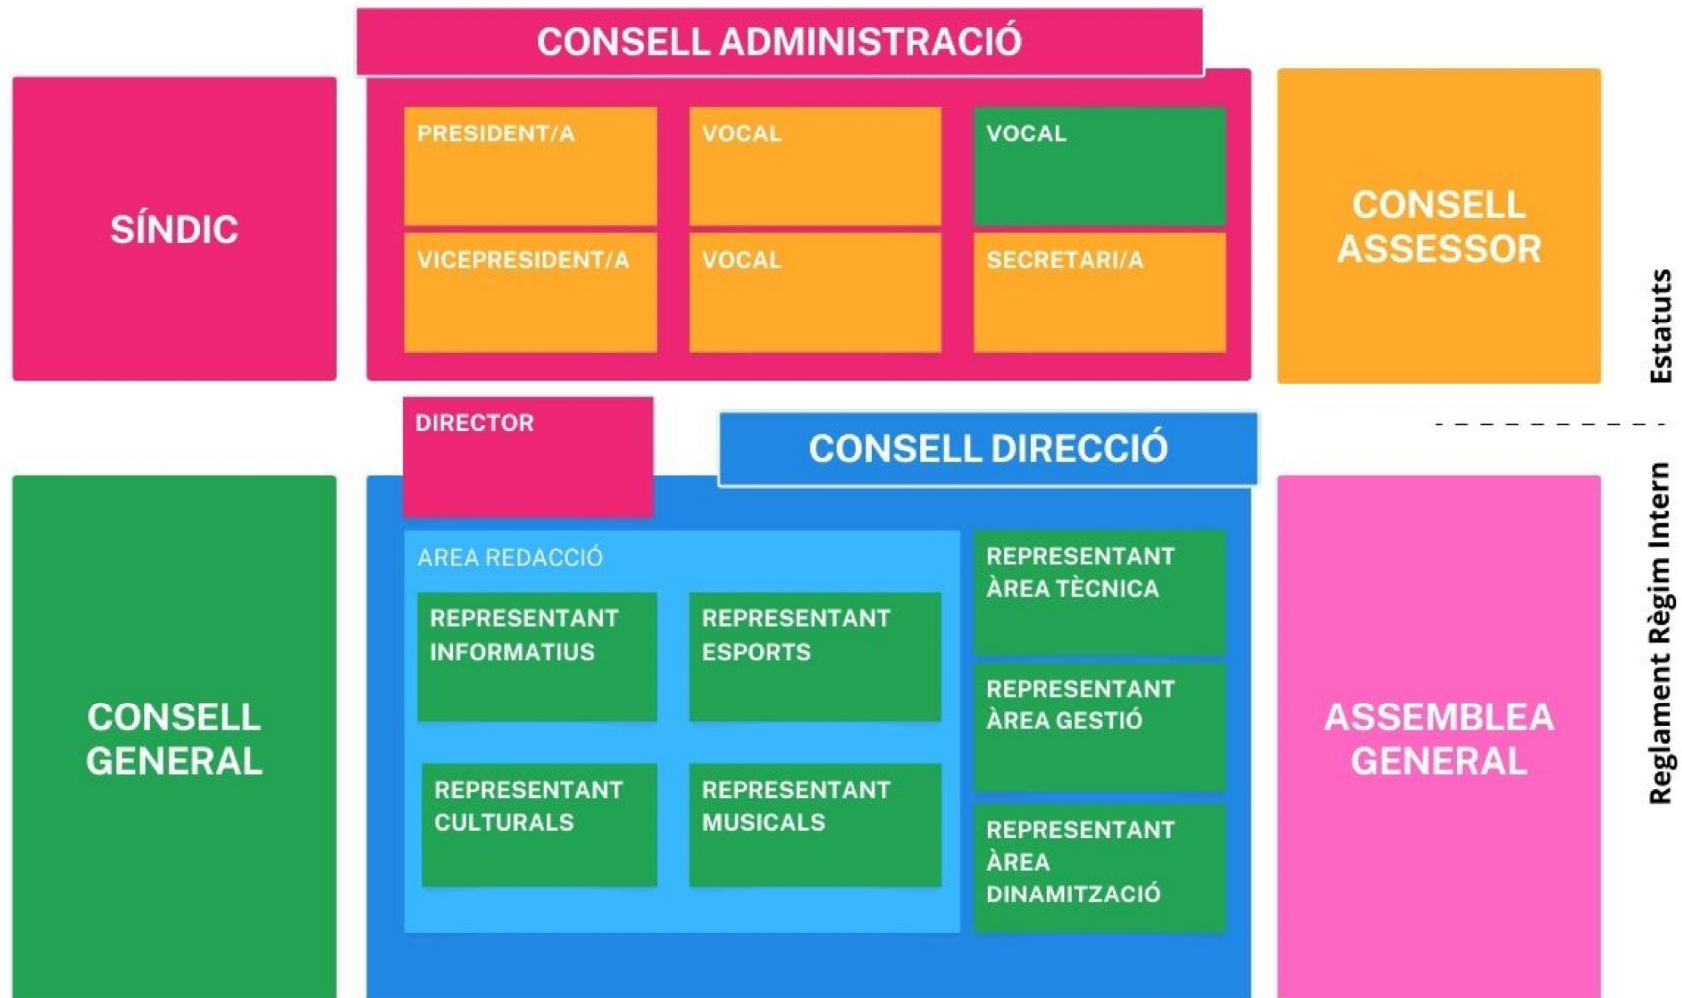 CONSELL ADMINISTRACIÓ
SÍNDIC
PRESIDENT/A
VOCAL
VOCAL
VICEPRESIDENT/A
VOCAL
SECRETARI/A
CONSELL
ASSESSOR
Estatuts
DIRECTOR
CONSELL DIRECCIÓ
CONSELL
GENERAL
AREA REDACCIÓ
REPRESENTANT
INFORMATIUS
REPRESENTANT
ESPORTS
REPRESENTANT
CULTURALS
REPRESENTANT
MUSICALS
REPRESENTANT
ÀREA TÈCNICA
REPRESENTANT
ÀREA GESTIÓ
REPRESENTANT
ÀREA
DINAMITZACIÓ
ASSEMBLEA
GENERAL
Reglament Règim Intern